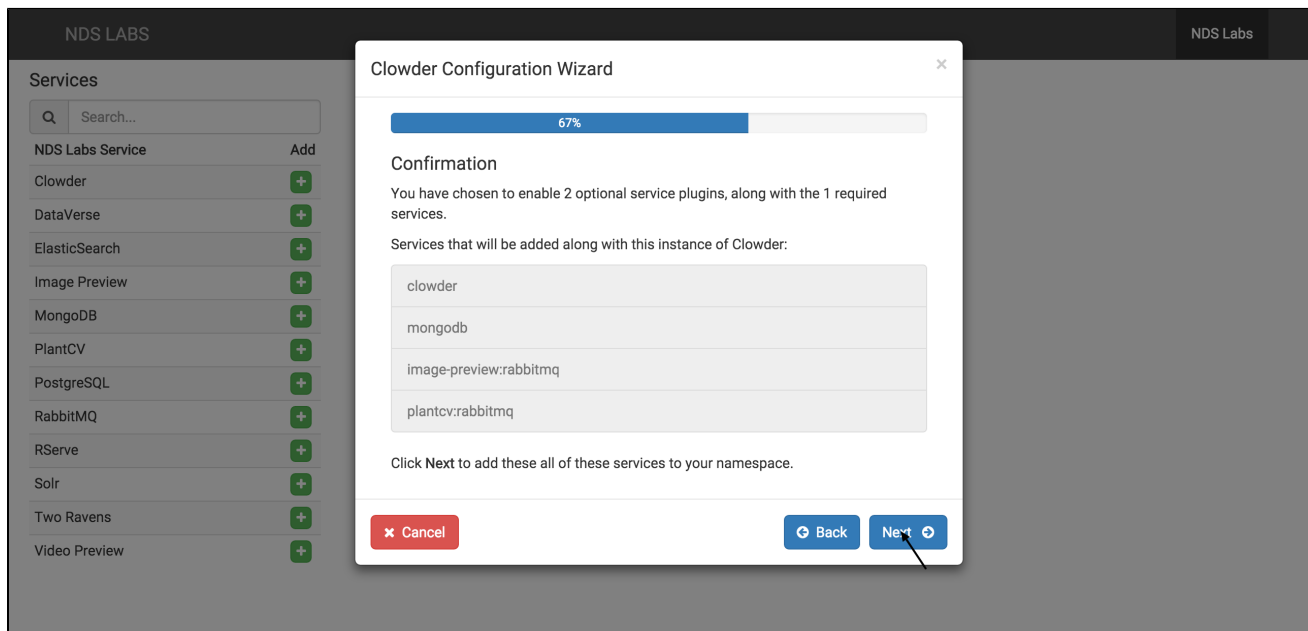 NDS LABS
NDS Labs
Services
Search...
NDS Labs Service Add
Clowder
DataVerse
ElasticSearch
Image Preview
MongoDB
PlantCV
PostgreSQL
RabbitMQ
RServe
Solr
Two Ravens
Video Preview
Clowder Configuration Wizard
×
67%
Confirmation
You have chosen to enable 2 optional service plugins, along with the 1 required
services.
Services that will be added along with this instance of Clowder:
clowder
mongodb
image-preview:rabbitmq
plantcv:rabbitmq
Click Next to add these all of these services to your namespace.
Cancel
Back
Next